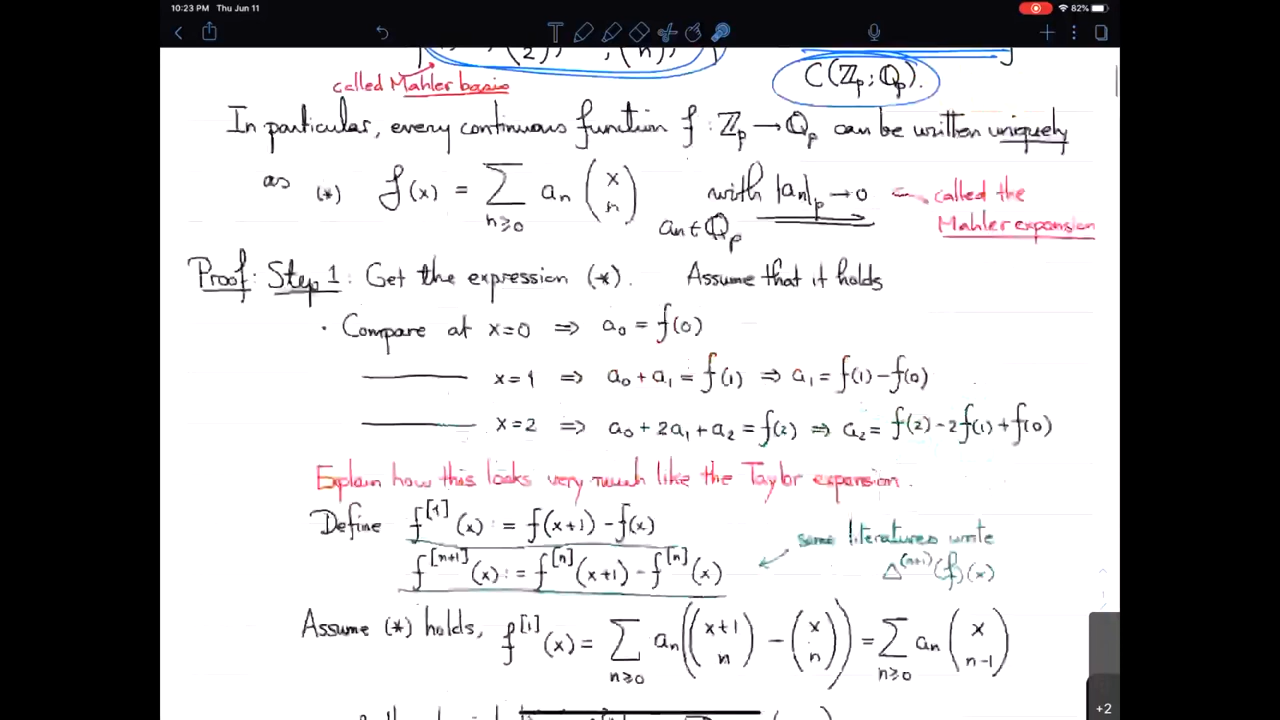 10:23 PM Thu Jun 11
82%
called Mahler basis
C(ℤp; ℚp).
In particular, every continuous function f : ℤp → ℚp can be written uniquely
as (*) f(x) = Σ_{n≥0} an (x n) with |an|p → 0 called the
an ∈ ℚp Mahler expansion
Proof: Step 1: Get the expression (*). Assume that it holds
· Compare at x=0 ⇒ a0 = f(0)
x=1 ⇒ a0 + a1 = f(1) ⇒ a1 = f(1) - f(0)
x=2 ⇒ a0 + 2a1 + a2 = f(2) ⇒ a2 = f(2) - 2f(1) + f(0)
Explain how this looks very much like the Taylor expansion.
Define f^[1](x) := f(x+1) - f(x)
some literatures write
f^[n+1](x) := f^[n](x+1) - f^[n](x)
Δ^(n+1)(f)(x)
Assume (*) holds, f^[1](x) = Σ_{n≥0} an((x+1 n) - (x n)) = Σ_{n≥0} an (x n-1)
+2